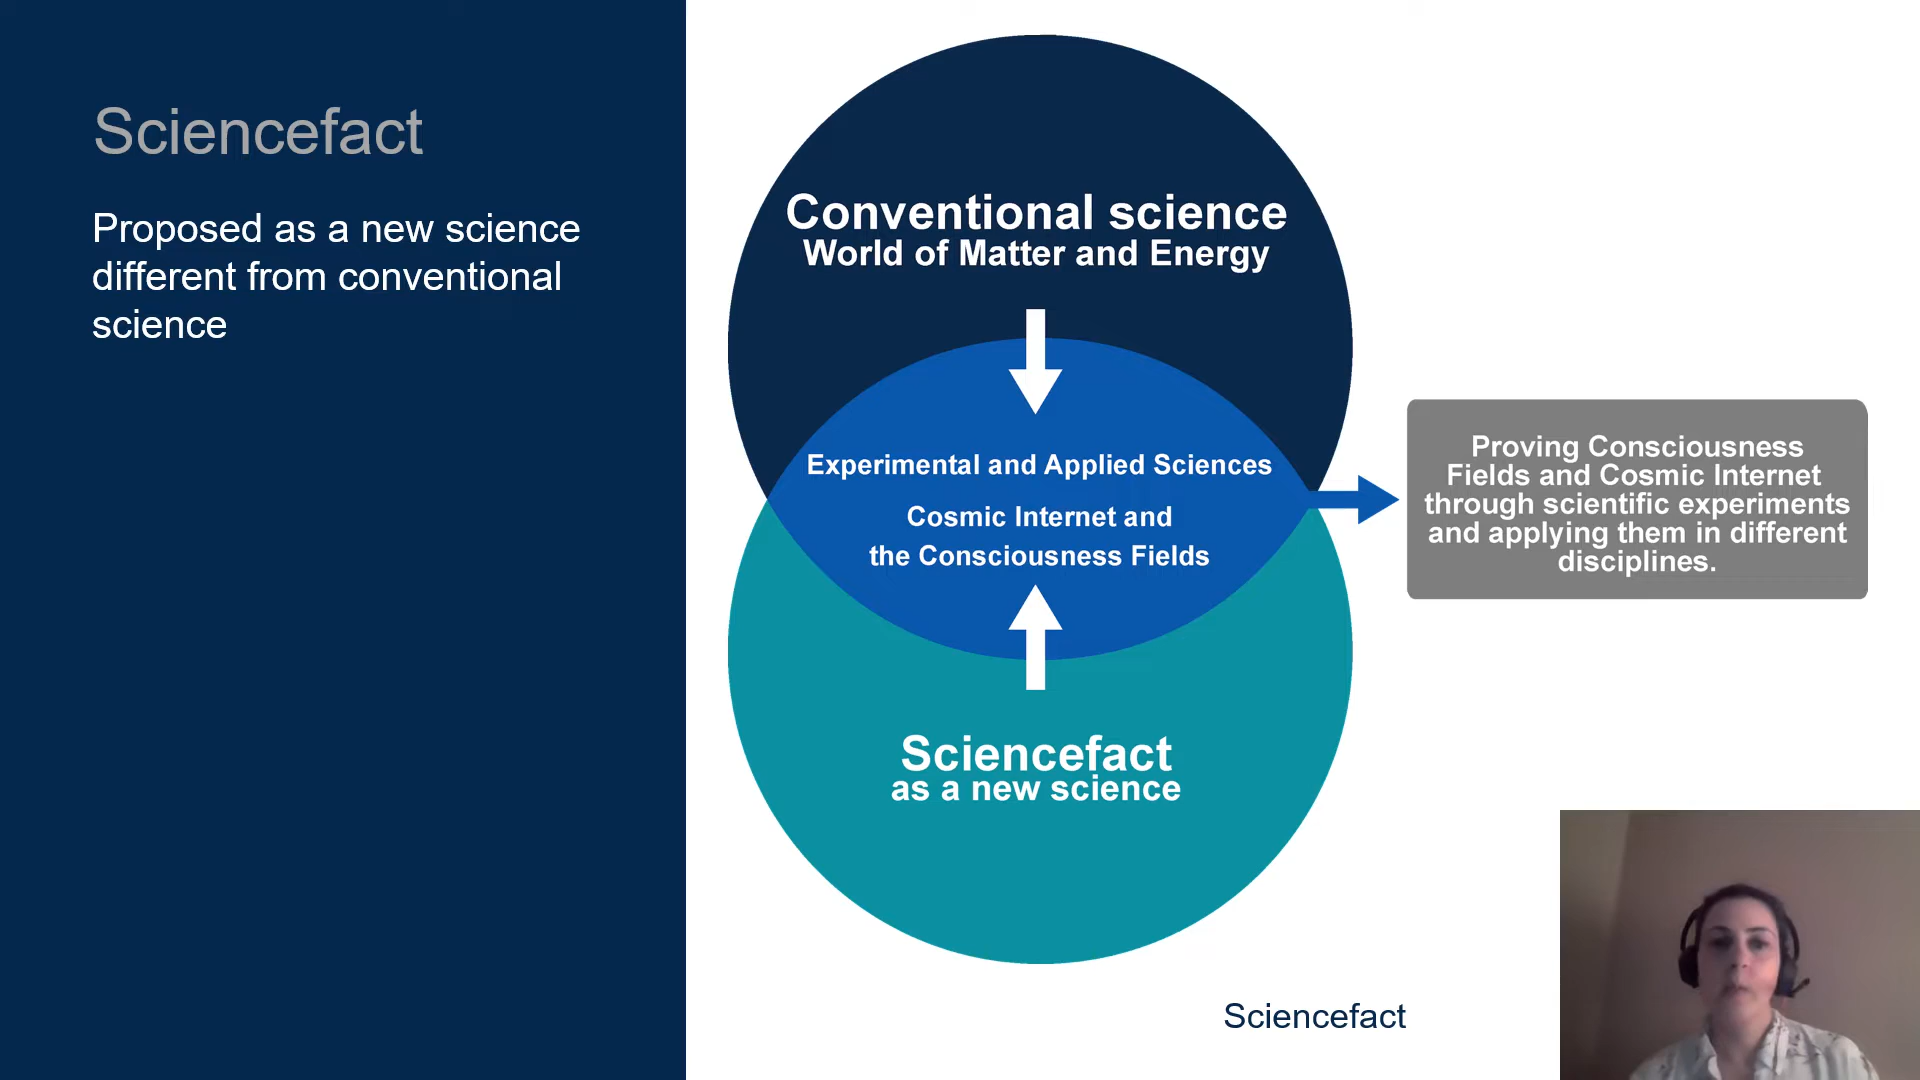 Sciencefact
Proposed as a new science
different from conventional
science
Conventional science
World of Matter and Energy
Experimental and Applied Sciences
Cosmic Internet and
the Consciousness Fields
Sciencefact
as a new science
Proving Consciousness
Fields and Cosmic Internet
through scientific experiments
and applying them in different
disciplines.
Sciencefact